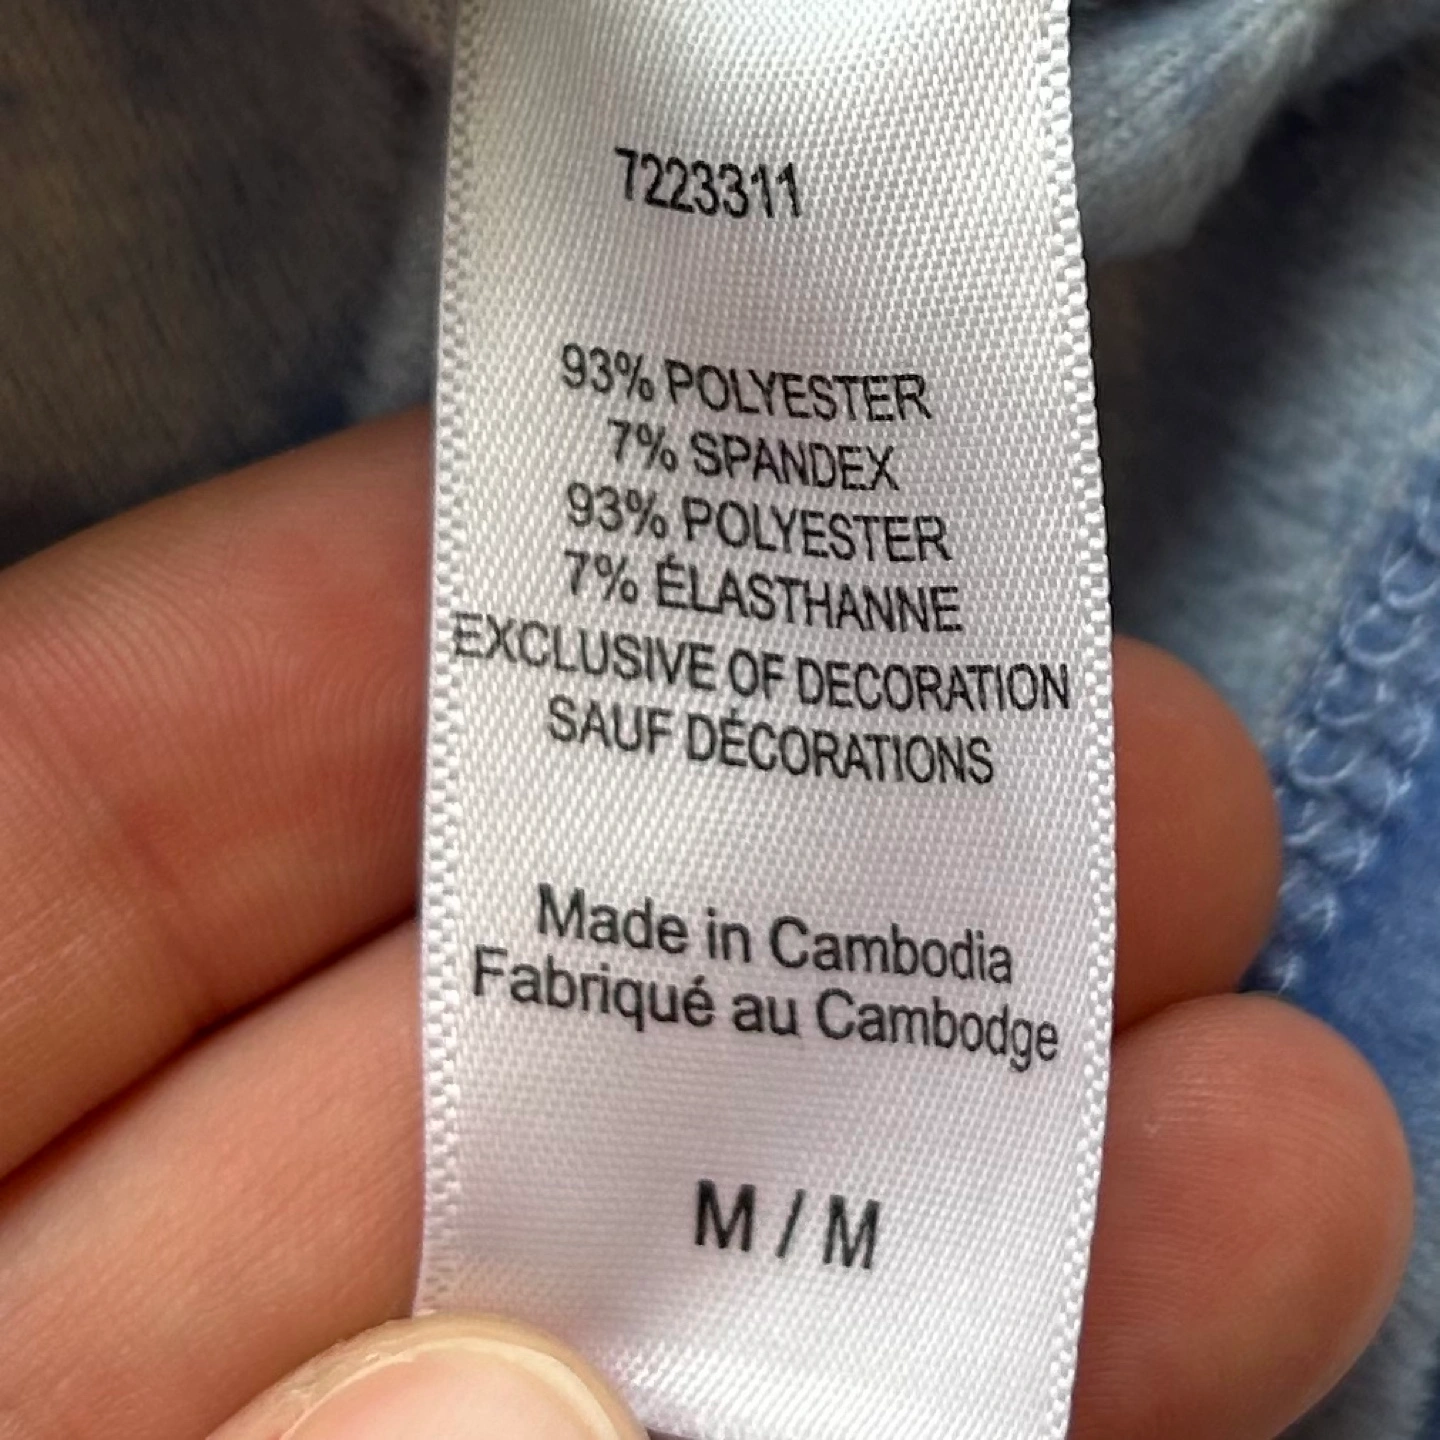 7223311
93% POLYESTER
7% SPANDEX
93% POLYESTER
7% ÉLASTHANNE
EXCLUSIVE OF DECORATION
SAUF DÉCORATIONS
Made in Cambodia
Fabriqué au Cambodge
M / M